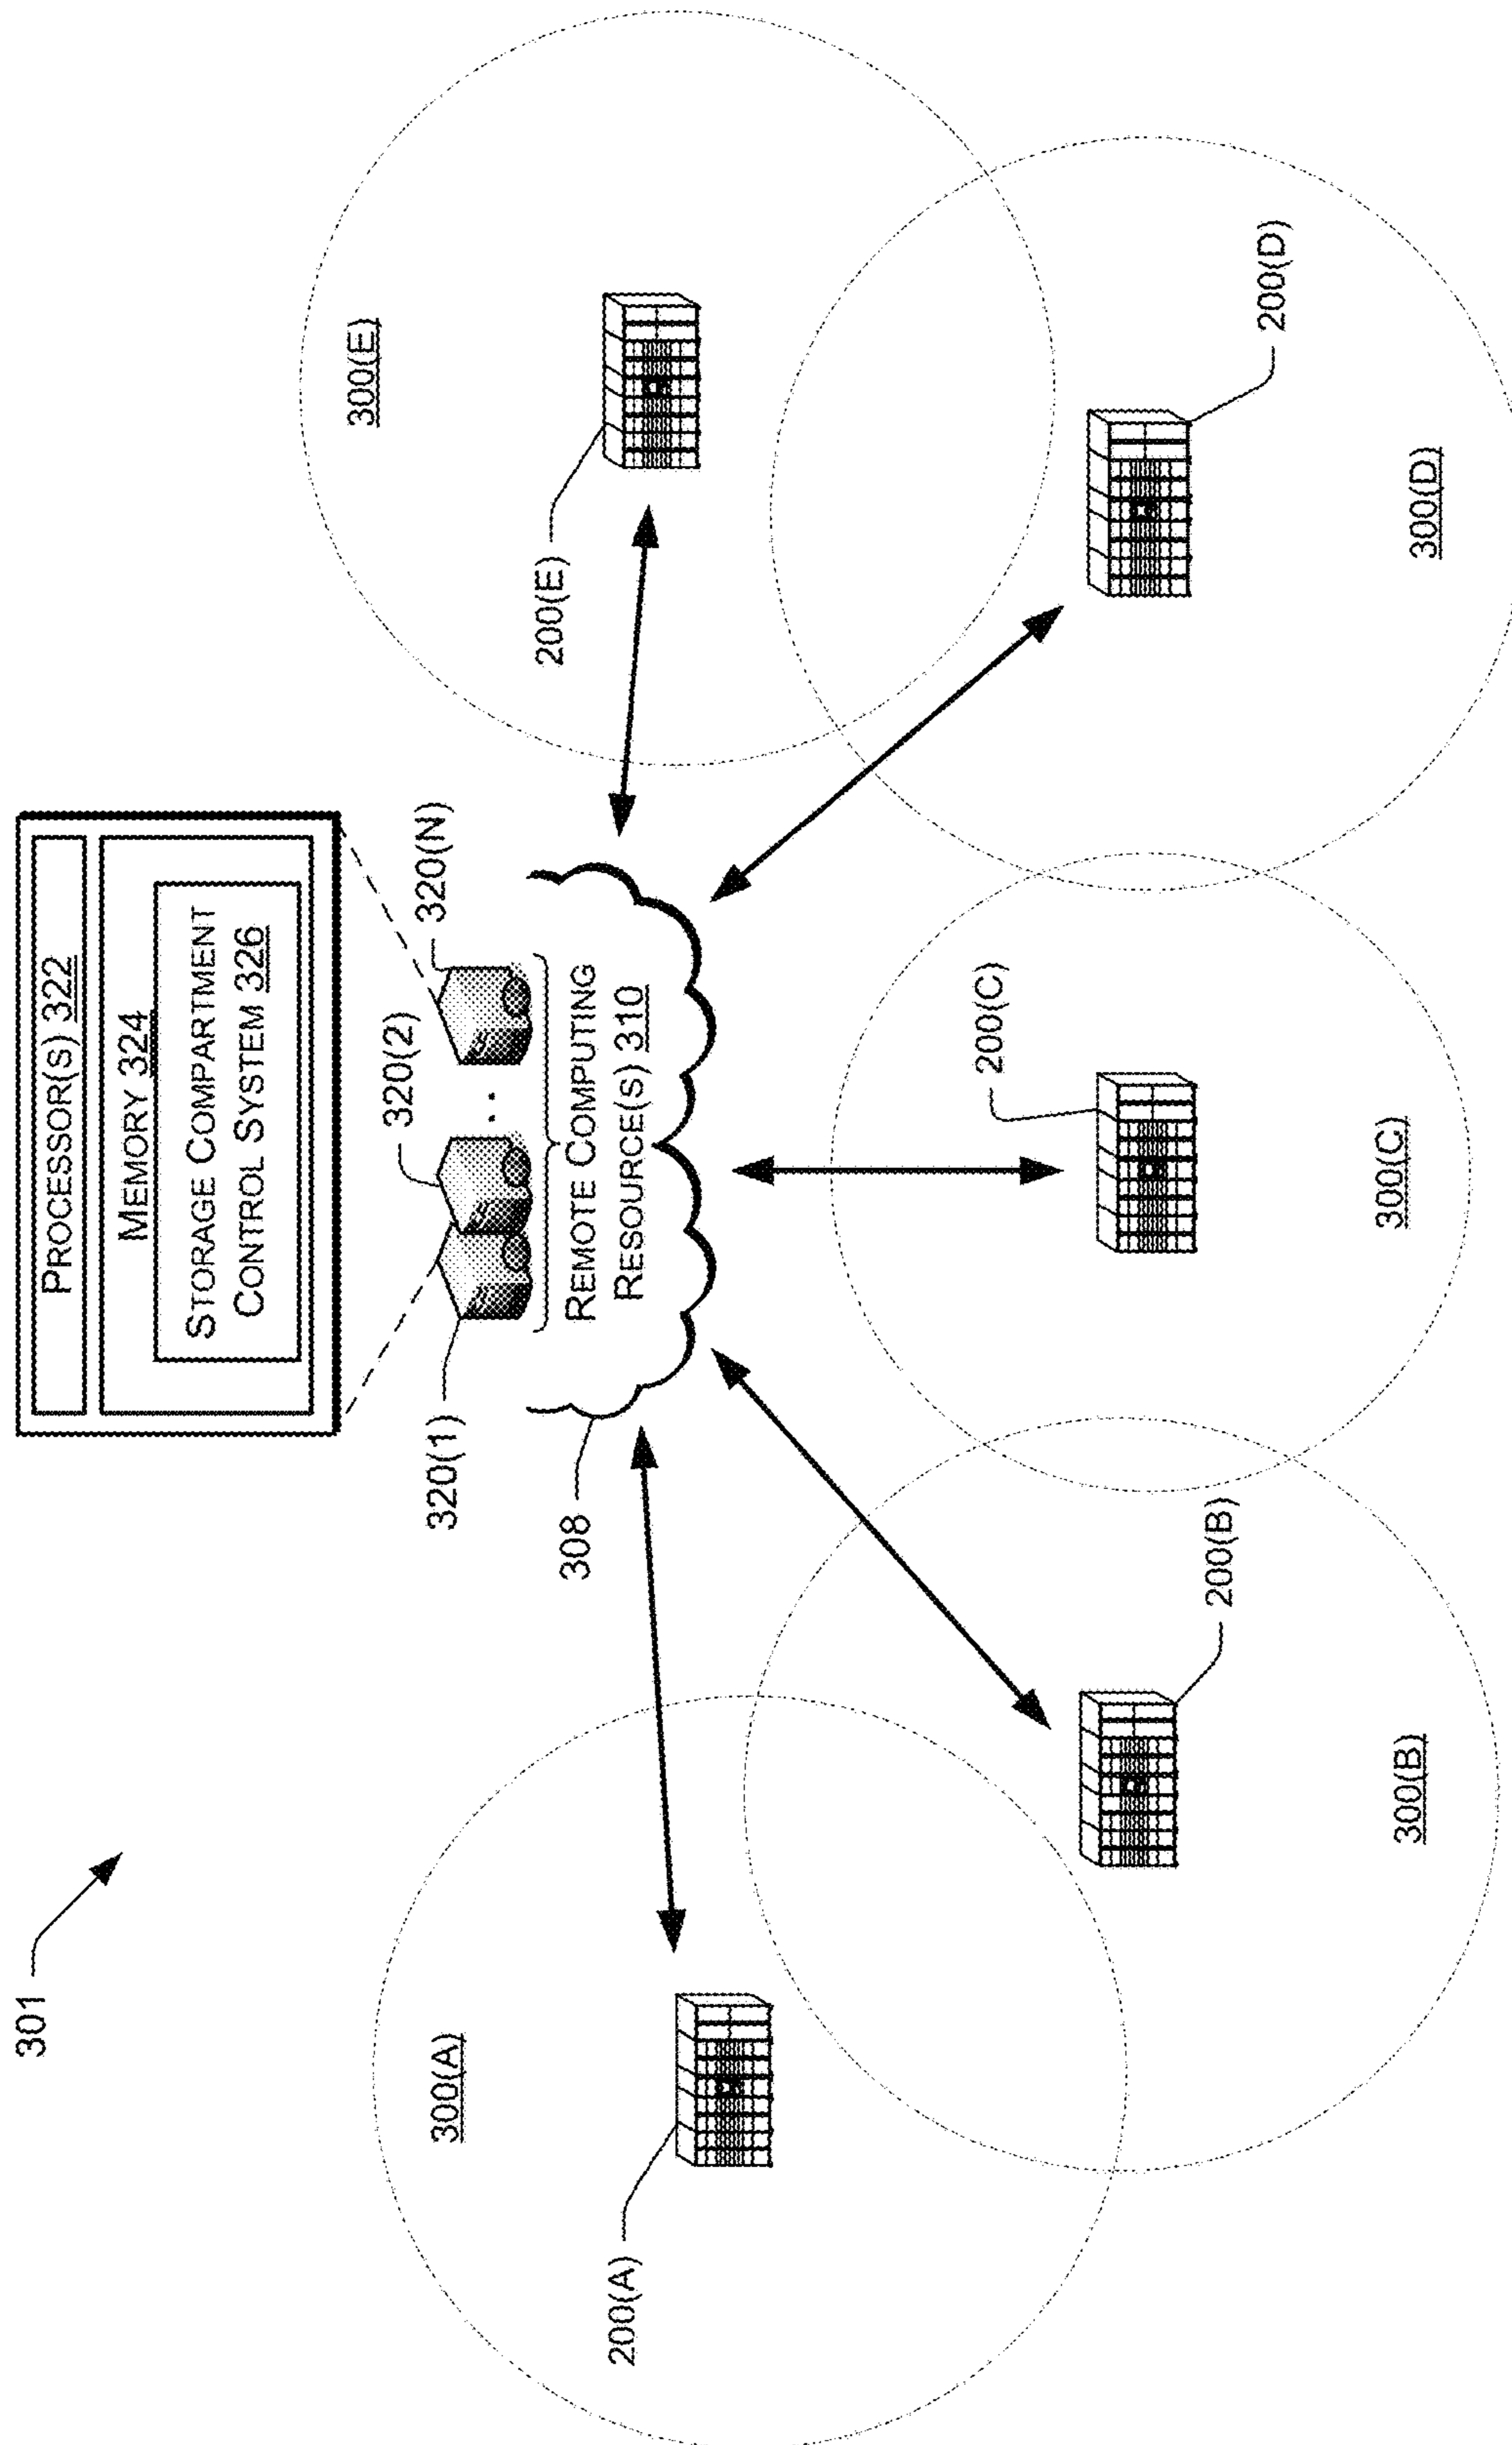 301
PROCESSOR(S) 322
MEMORY 324
STORAGE COMPARTMENT
CONTROL SYSTEM 326
320(1)
320(2)
320(N)
. .
REMOTE COMPUTING
RESOURCE(S) 310
308
300(A)
200(A)
300(E)
200(E)
200(B)
300(B)
200(C)
300(C)
200(D)
300(D)